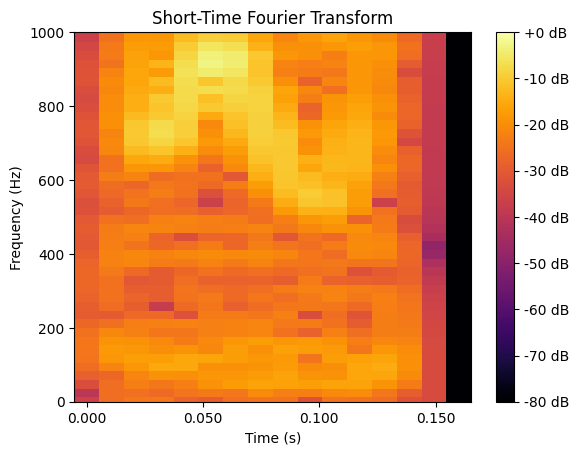 Short-Time Fourier Transform
1000
800
600
400
200
0
Frequency (Hz)
0.000
0.050
0.100
0.150
Time (s)
+0 dB
-10 dB
-20 dB
-30 dB
-40 dB
-50 dB
-60 dB
-70 dB
-80 dB